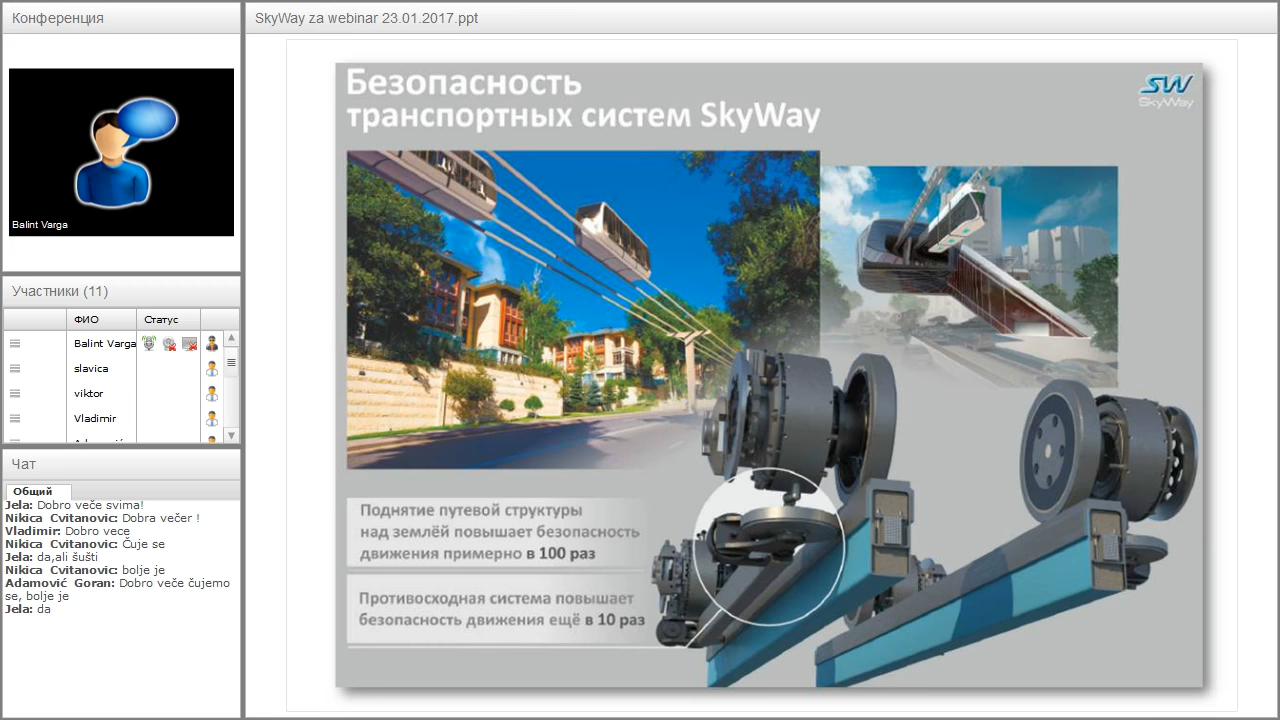 Конференция
Balint Varga
Участники (11)
ФИО
Статус
Balint Varga
slavica
viktor
Vladimir
Чат
Общий
Jela: Dobro veče svima!
Nikica Cvitanovic: Dobra večer !
Vladimir: Dobro vece
Nikica Cvitanovic: Čuje se
Jela: da,ali šušti
Nikica Cvitanovic: bolje je
Adamović Goran: Dobro veče čujemo
se, bolje je
Jela: da
SkyWay za webinar 23.01.2017.ppt
Безопасность
транспортных систем SkyWay
SW
SkyWay
Поднятие путевой структуры
над землёй повышает безопасность
движения примерно в 100 раз
Противосходная система повышает
безопасность движения ещё в 10 раз